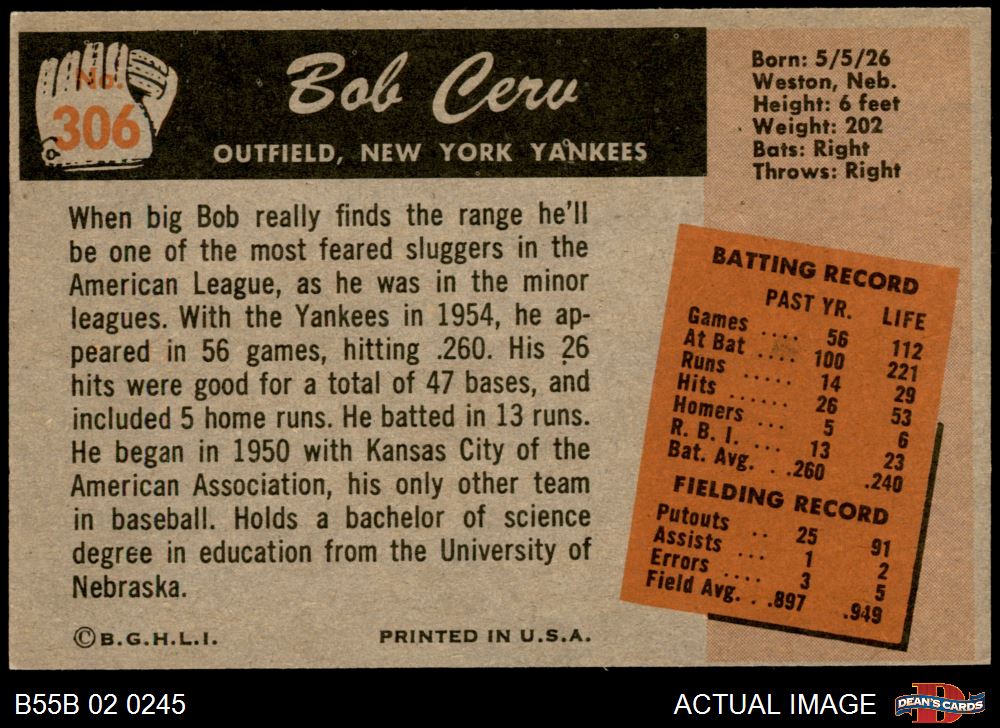 No.
306
Bob Cerv
OUTFIELD, NEW YORK YANKEES
Born: 5/5/26
Weston, Neb.
Height: 6 feet
Weight: 202
Bats: Right
Throws: Right
When big Bob really finds the range he'll
be one of the most feared sluggers in the
American League, as he was in the minor
leagues. With the Yankees in 1954, he ap-
peared in 56 games, hitting .260. His 26
hits were good for a total of 47 bases, and
included 5 home runs. He batted in 13 runs.
He began in 1950 with Kansas City of the
American Association, his only other team
in baseball. Holds a bachelor of science
degree in education from the University of
Nebraska.
©B.G.H.L.I. PRINTED IN U.S.A.
BATTING RECORD
PAST YR. LIFE
Games .... 56 112
At Bat .... 100 221
Runs ..... 14 29
Hits ...... 26 53
Homers ... 5 6
R. B. I. ... 13 23
Bat. Avg. . .260 .240
FIELDING RECORD
Putouts .. 25 91
Assists ... 1 2
Errors .... 3 5
Field Avg. . .897 .949
B55B 02 0245 ACTUAL IMAGE D DEAN'S CARDS